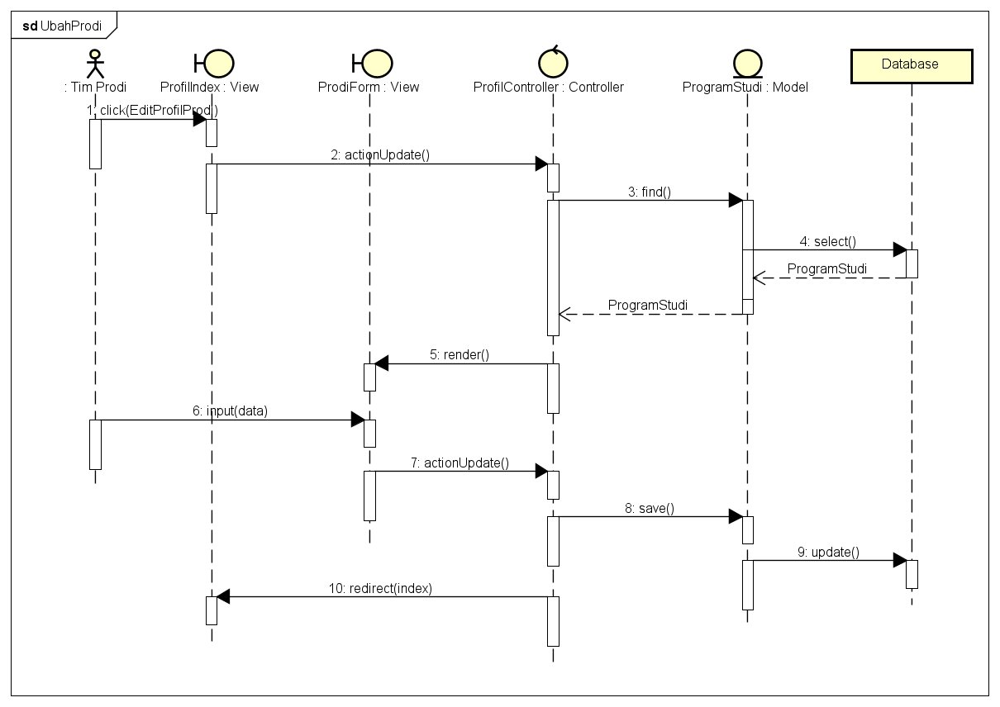 sd UbahProdi
: Tim Prodi
ProfilIndex : View
ProdiForm : View
ProfilController : Controller
ProgramStudi : Model
Database
1: click(EditProfilProdi)
2: actionUpdate()
3: find()
4: select()
ProgramStudi
ProgramStudi
5: render()
6: input(data)
7: actionUpdate()
8: save()
9: update()
10: redirect(index)